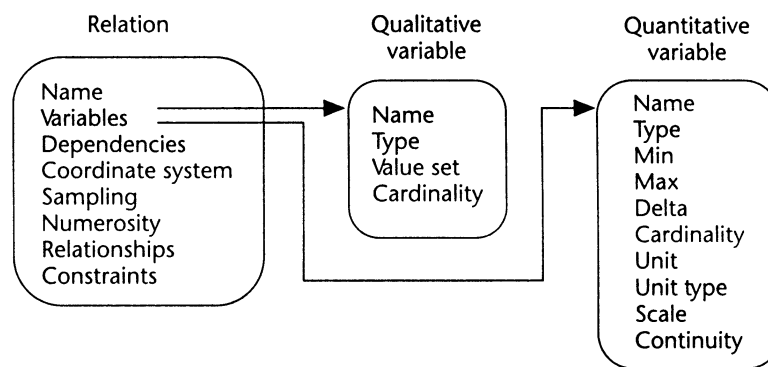 Relation
Name
Variables
Dependencies
Coordinate system
Sampling
Numerosity
Relationships
Constraints
Qualitative
variable
Name
Type
Value set
Cardinality
Quantitative
variable
Name
Type
Min
Max
Delta
Cardinality
Unit
Unit type
Scale
Continuity